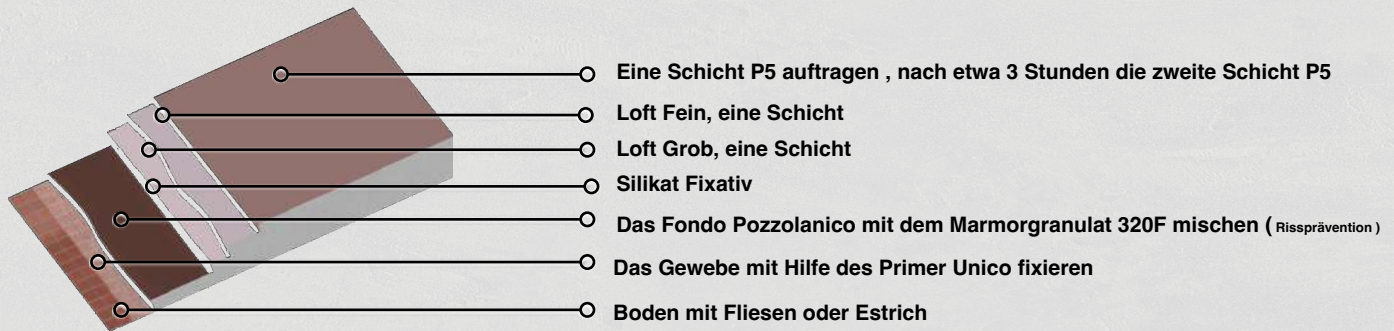 Eine Schicht P5 auftragen , nach etwa 3 Stunden die zweite Schicht P5
Loft Fein, eine Schicht
Loft Grob, eine Schicht
Silikat Fixativ
Das Fondo Pozzolanico mit dem Marmorgranulat 320F mischen ( Rissprävention )
Das Gewebe mit Hilfe des Primer Unico fixieren
Boden mit Fliesen oder Estrich